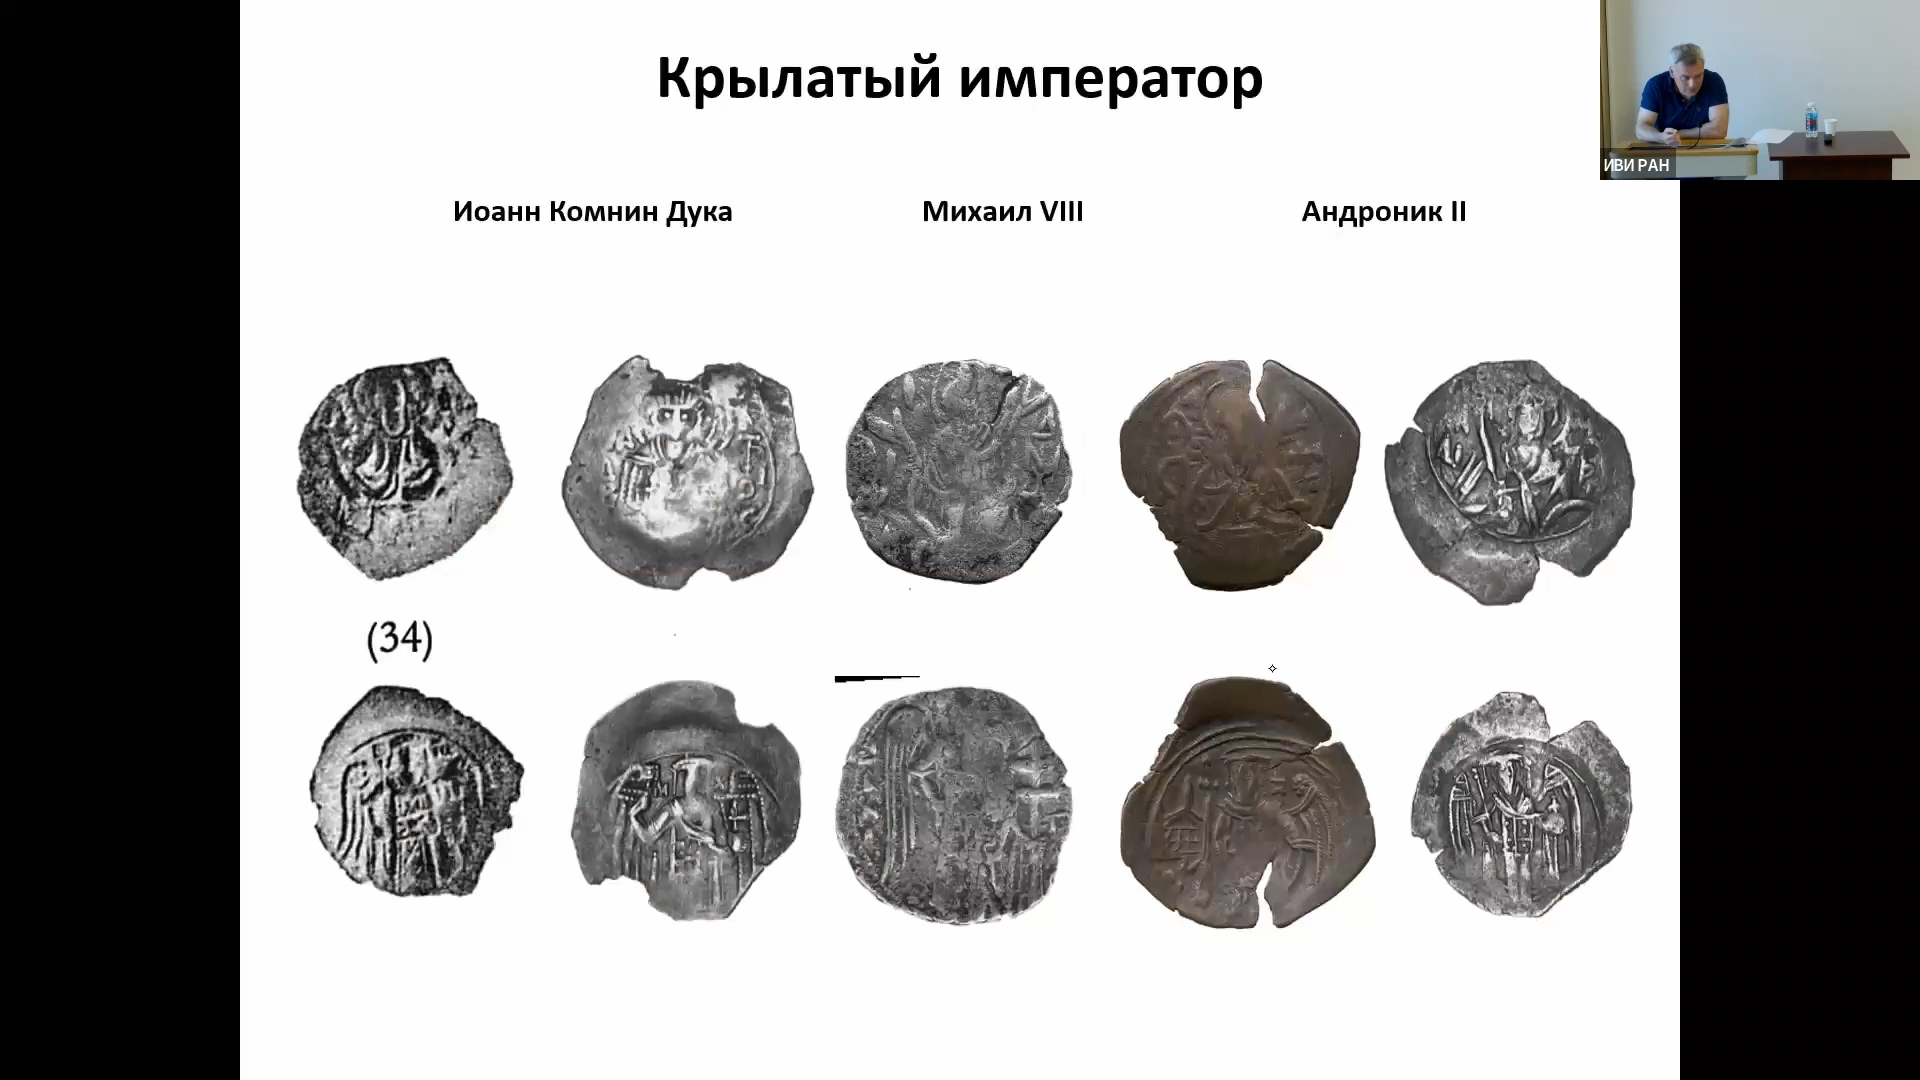 Крылатый император
ИВИ РАН
Иоанн Комнин Дука
Михаил VIII
Андроник II
(34)